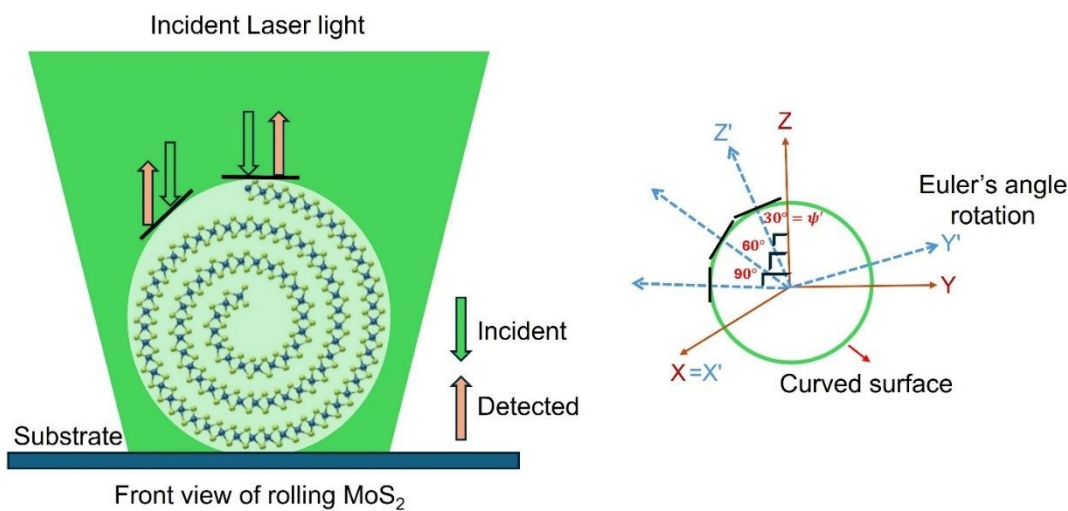 Incident Laser light
Incident
Detected
Substrate
Front view of rolling MoS₂
Z'
Z
30° = ψ'
60°
90°
Euler's angle
rotation
Y'
Y
X =X'
Curved surface